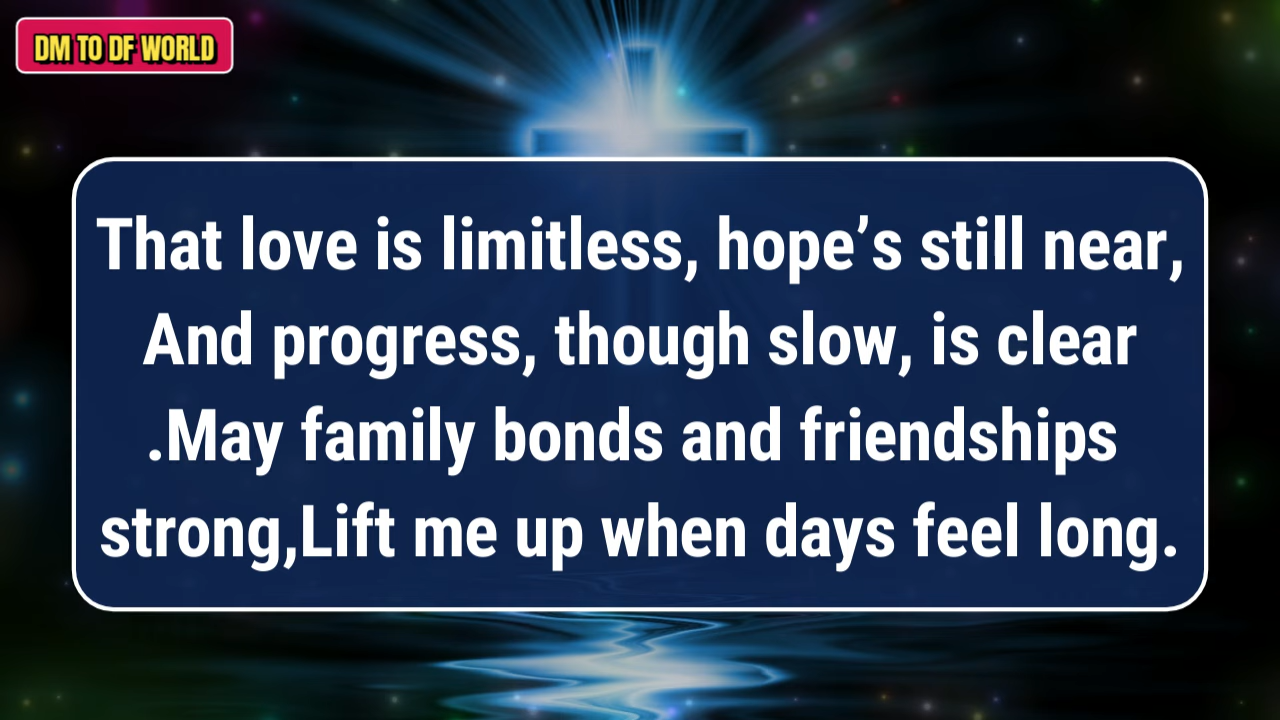 DM TO DF WORLD
That love is limitless, hope’s still near,
And progress, though slow, is clear
.May family bonds and friendships
strong,Lift me up when days feel long.